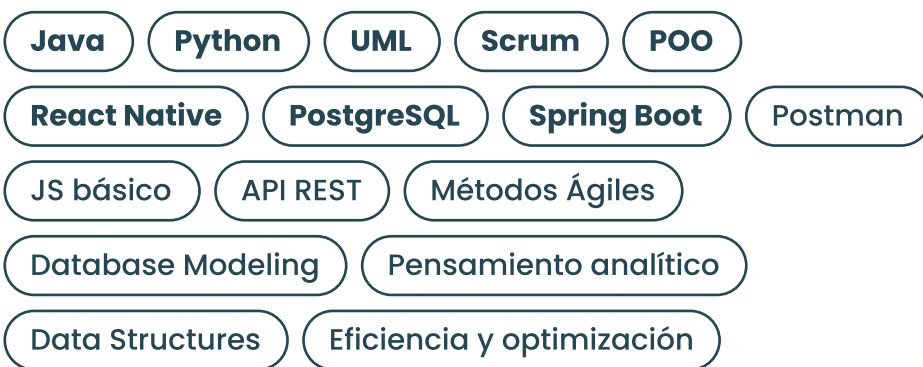 Java Python UML Scrum POO
React Native PostgreSQL Spring Boot Postman
JS básico API REST Métodos Ágiles
Database Modeling Pensamiento analítico
Data Structures Eficiencia y optimización